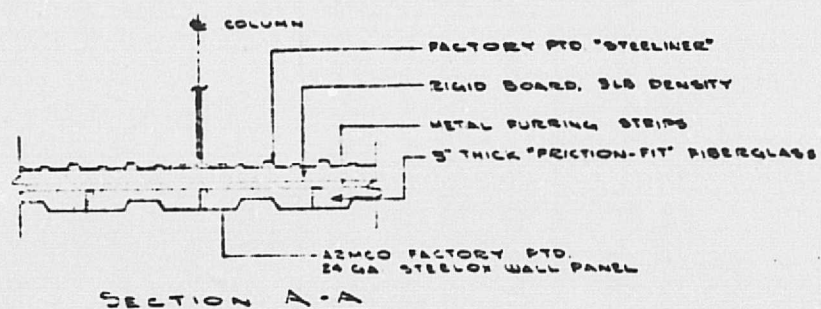 ℄ COLUMN
FACTORY PTD. "STEELINER"
RIGID BOARD, 3LB DENSITY
METAL FURRING STRIPS
3" THICK "FRICTION-FIT" FIBERGLASS
ARMCO FACTORY PTD.
24 GA STEELOX WALL PANEL
SECTION A-A